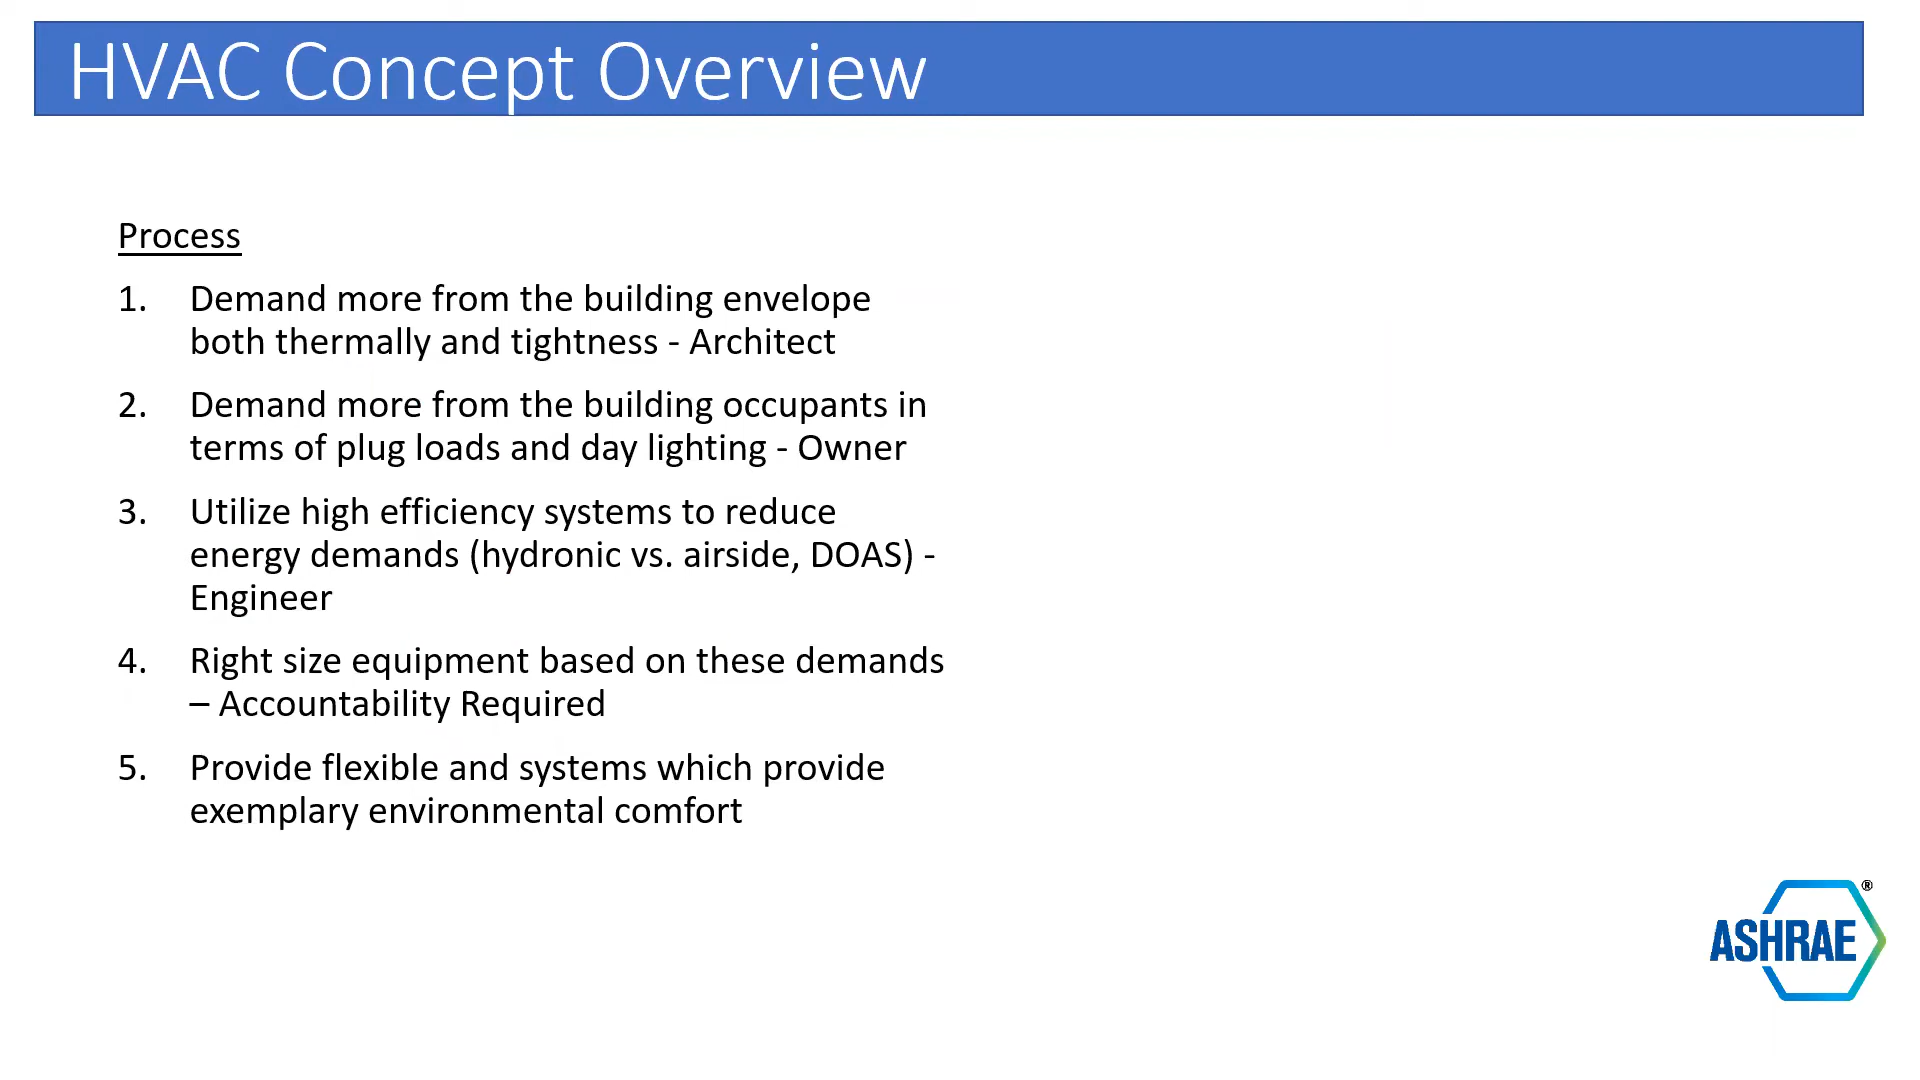 HVAC Concept Overview
Process
1. Demand more from the building envelope
both thermally and tightness - Architect
2. Demand more from the building occupants in
terms of plug loads and day lighting - Owner
3. Utilize high efficiency systems to reduce
energy demands (hydronic vs. airside, DOAS) -
Engineer
4. Right size equipment based on these demands
– Accountability Required
5. Provide flexible and systems which provide
exemplary environmental comfort
ASHRAE®